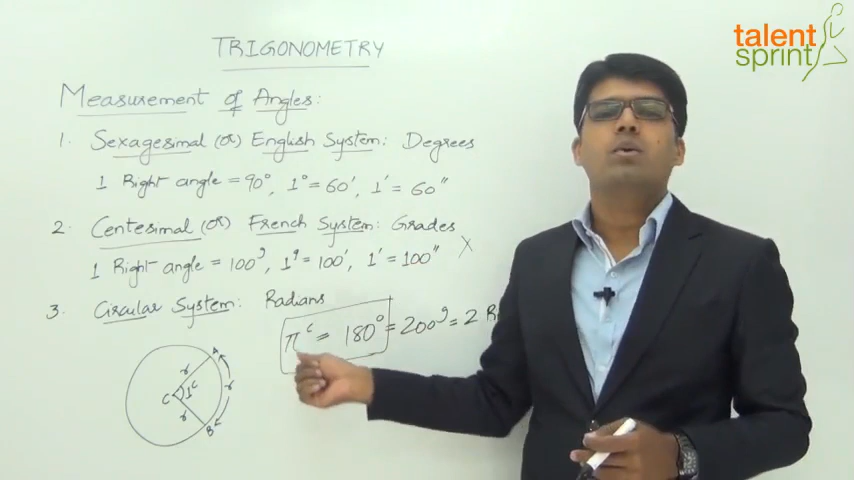 talent
sprint
TRIGONOMETRY
Measurement of Angles:
1. Sexagesimal (or) English System: Degrees
1 Right angle = 90°, 1° = 60', 1' = 60"
2. Centesimal (or) French System: Grades
1 Right angle = 100ᵍ, 1ᵍ = 100', 1' = 100" X
3. Circular System: Radians
πᶜ = 180° = 200ᵍ = 2
A
r
C 1ᶜ r
r
B